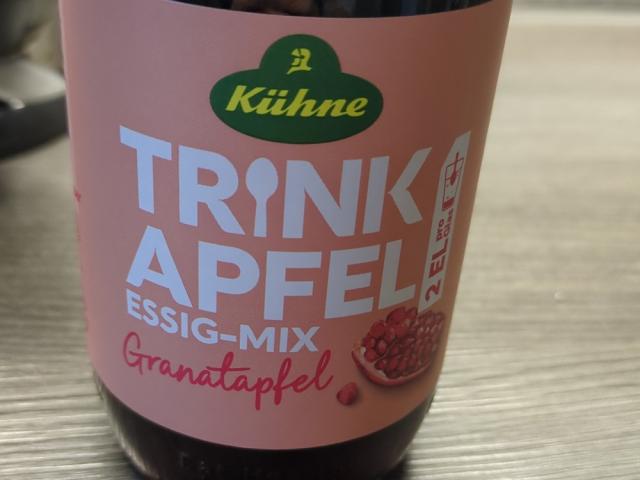 Kühne
TRINK
APFEL
ESSIG-MIX
Granatapfel
2 EL pro
Glas